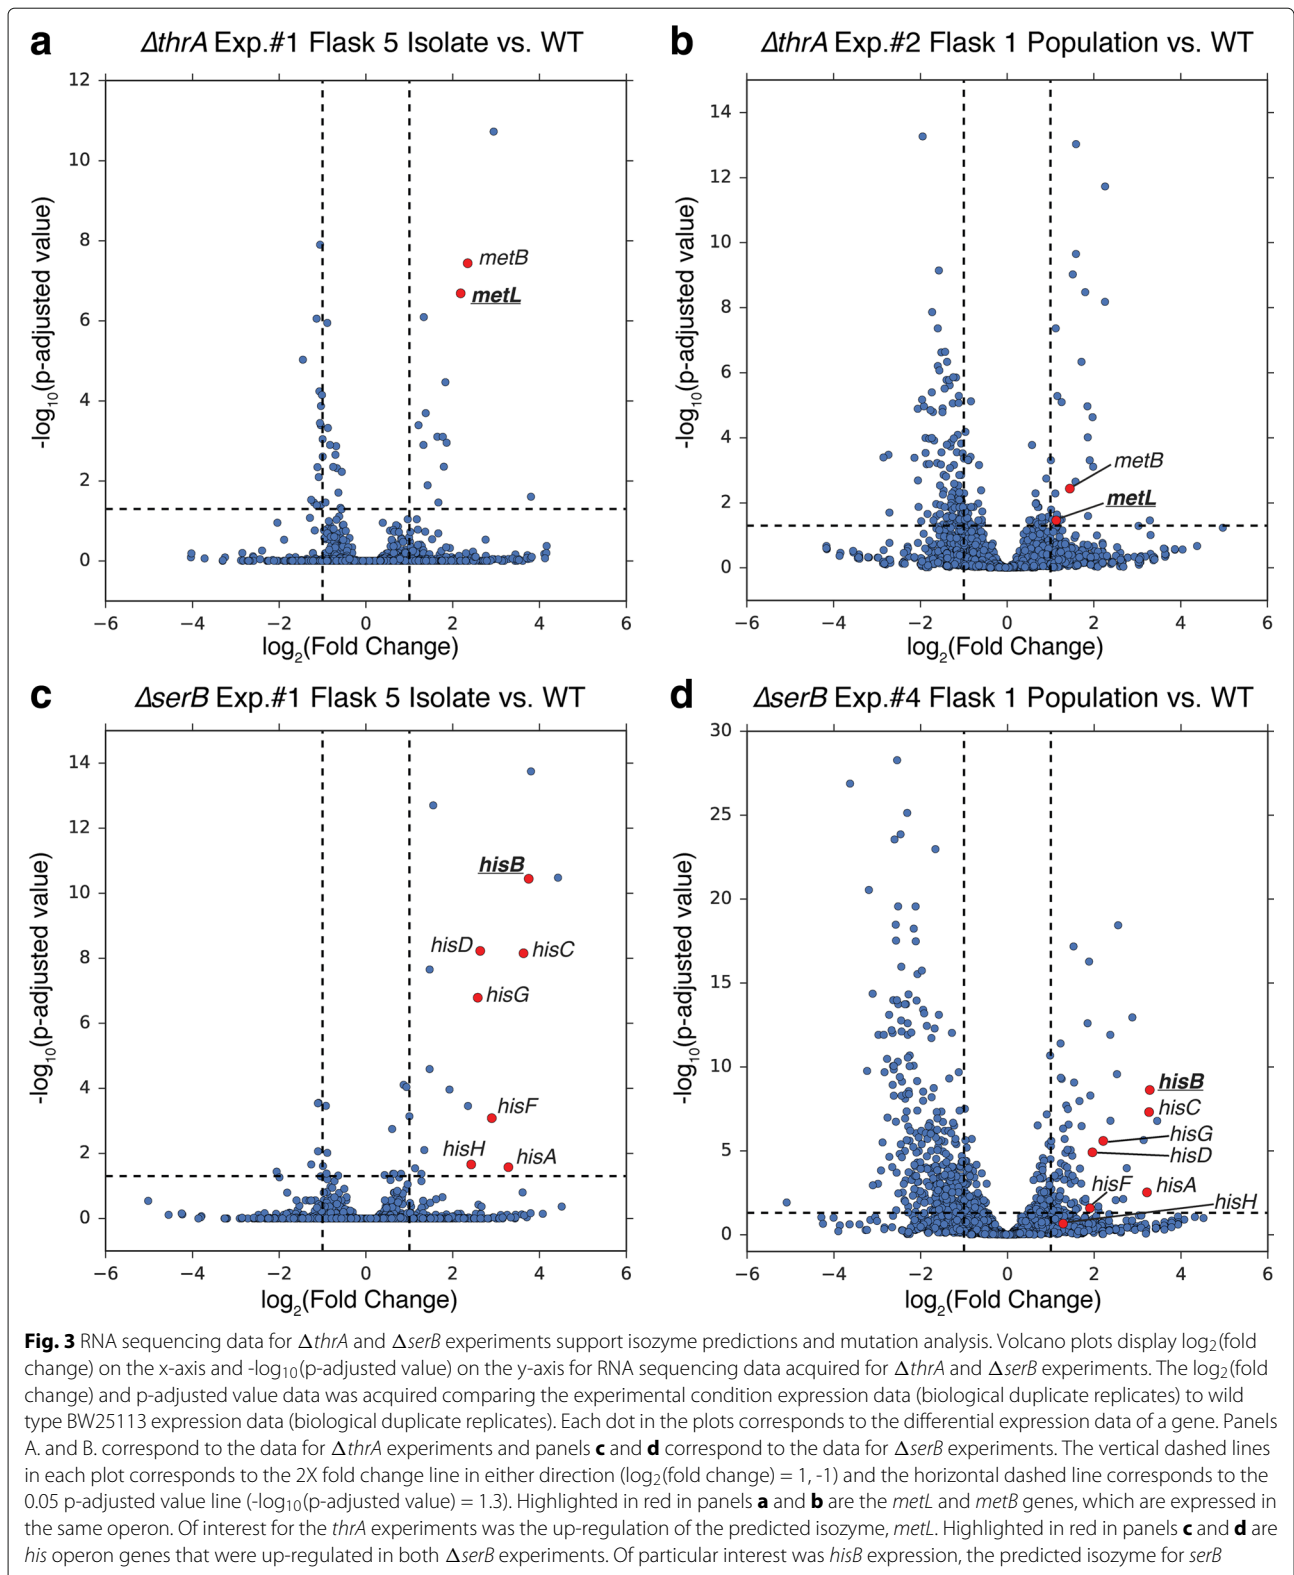 a ΔthrA Exp.#1 Flask 5 Isolate vs. WT
12
10
8
6
4
2
0
-log10(p-adjusted value)
metB
metL
−6 −4 −2 0 2 4 6
log2(Fold Change)
b ΔthrA Exp.#2 Flask 1 Population vs. WT
14
12
10
8
6
4
2
0
-log10(p-adjusted value)
metB
metL
−6 −4 −2 0 2 4 6
log2(Fold Change)
c ΔserB Exp.#1 Flask 5 Isolate vs. WT
14
12
10
8
6
4
2
0
-log10(p-adjusted value)
hisB
hisD
hisC
hisG
hisF
hisH
hisA
−6 −4 −2 0 2 4 6
log2(Fold Change)
d ΔserB Exp.#4 Flask 1 Population vs. WT
30
25
20
15
10
5
0
-log10(p-adjusted value)
hisB
hisC
hisG
hisD
hisF
hisA
hisH
−6 −4 −2 0 2 4 6
log2(Fold Change)
Fig. 3 RNA sequencing data for ΔthrA and ΔserB experiments support isozyme predictions and mutation analysis. Volcano plots display log2(fold
change) on the x-axis and -log10(p-adjusted value) on the y-axis for RNA sequencing data acquired for ΔthrA and ΔserB experiments. The log2(fold
change) and p-adjusted value data was acquired comparing the experimental condition expression data (biological duplicate replicates) to wild
type BW25113 expression data (biological duplicate replicates). Each dot in the plots corresponds to the differential expression data of a gene. Panels
A. and B. correspond to the data for ΔthrA experiments and panels c and d correspond to the data for ΔserB experiments. The vertical dashed lines
in each plot corresponds to the 2X fold change line in either direction (log2(fold change) = 1, -1) and the horizontal dashed line corresponds to the
0.05 p-adjusted value line (-log10(p-adjusted value) = 1.3). Highlighted in red in panels a and b are the metL and metB genes, which are expressed in
the same operon. Of interest for the thrA experiments was the up-regulation of the predicted isozyme, metL. Highlighted in red in panels c and d are
his operon genes that were up-regulated in both ΔserB experiments. Of particular interest was hisB expression, the predicted isozyme for serB